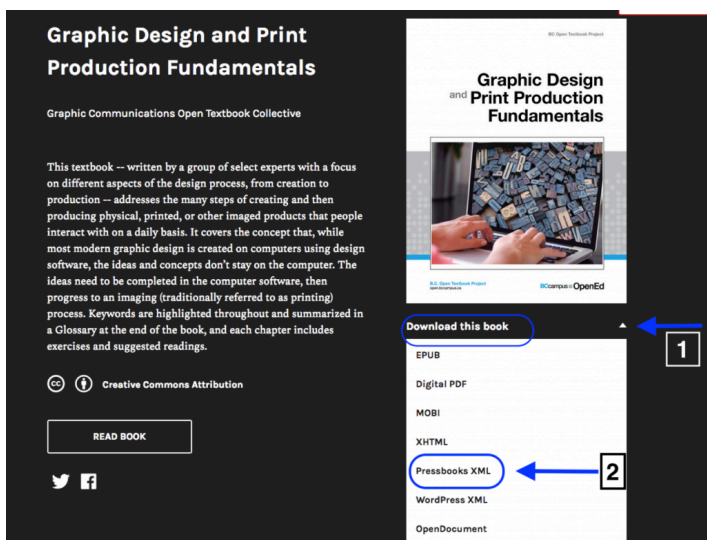 Graphic Design and Print
Production Fundamentals
Graphic Communications Open Textbook Collective
This textbook -- written by a group of select experts with a focus
on different aspects of the design process, from creation to
production -- addresses the many steps of creating and then
producing physical, printed, or other imaged products that people
interact with on a daily basis. It covers the concept that, while
most modern graphic design is created on computers using design
software, the ideas and concepts don't stay on the computer. The
ideas need to be completed in the computer software, then
progress to an imaging (traditionally referred to as printing)
process. Keywords are highlighted throughout and summarized in
a Glossary at the end of the book, and each chapter includes
exercises and suggested readings.
cc Creative Commons Attribution
READ BOOK
BC Open Textbook Project
Graphic Design
and Print Production
Fundamentals
B.C. Open Textbook Project
open.bccampus.ca
BCcampus OpenEd
Download this book
1
EPUB
Digital PDF
MOBI
XHTML
Pressbooks XML
2
WordPress XML
OpenDocument